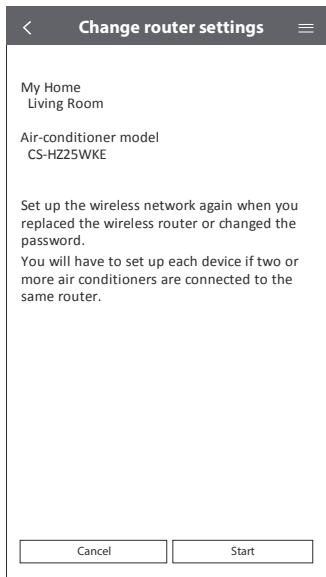 Change router settings
My Home
Living Room
Air-conditioner model
CS-HZ25WKE
Set up the wireless network again when you
replaced the wireless router or changed the
password.
You will have to set up each device if two or
more air conditioners are connected to the
same router.
Cancel
Start